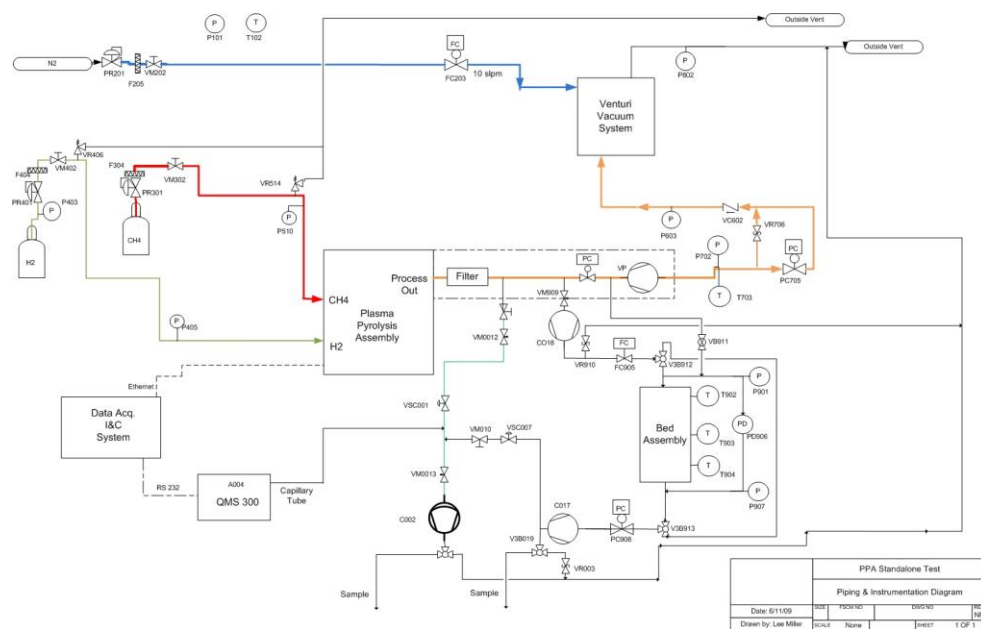 Outside Vent
P
P101
T
T102
Outside Vent
N2
PR201
F205
VM202
FC
FC203
10 slpm
P
P802
Venturi
Vacuum
System
VR406
F404
VM402
PR401
P
P403
H2
F304
VM302
PR301
CH4
VR514
P
P510
P
P603
VC602
VR706
P702
P
PC
PC705
T
T703
Process
Out
Filter
PC
VP
CH4
Plasma
Pyrolysis
Assembly
H2
P
P405
VM909
CO18
VM0012
VR910
FC
FC905
V3B912
VB911
P
P901
Ethernet
Data Acq.
I&C
System
VSC001
VM010
VSC007
Bed
Assembly
T
T902
T
T903
T
T904
PD
PD906
RS 232
A004
QMS 300
Capillary
Tube
VM0013
C002
C017
PC
PC908
V3B913
P
P907
V3B019
VR003
Sample
Sample
PPA Standalone Test
Piping & Instrumentation Diagram
Date: 6/11/09
SIZE
FSCM NO
DWG NO
Drawn by: Lee Miller
SCALE
None
SHEET
1 OF 1